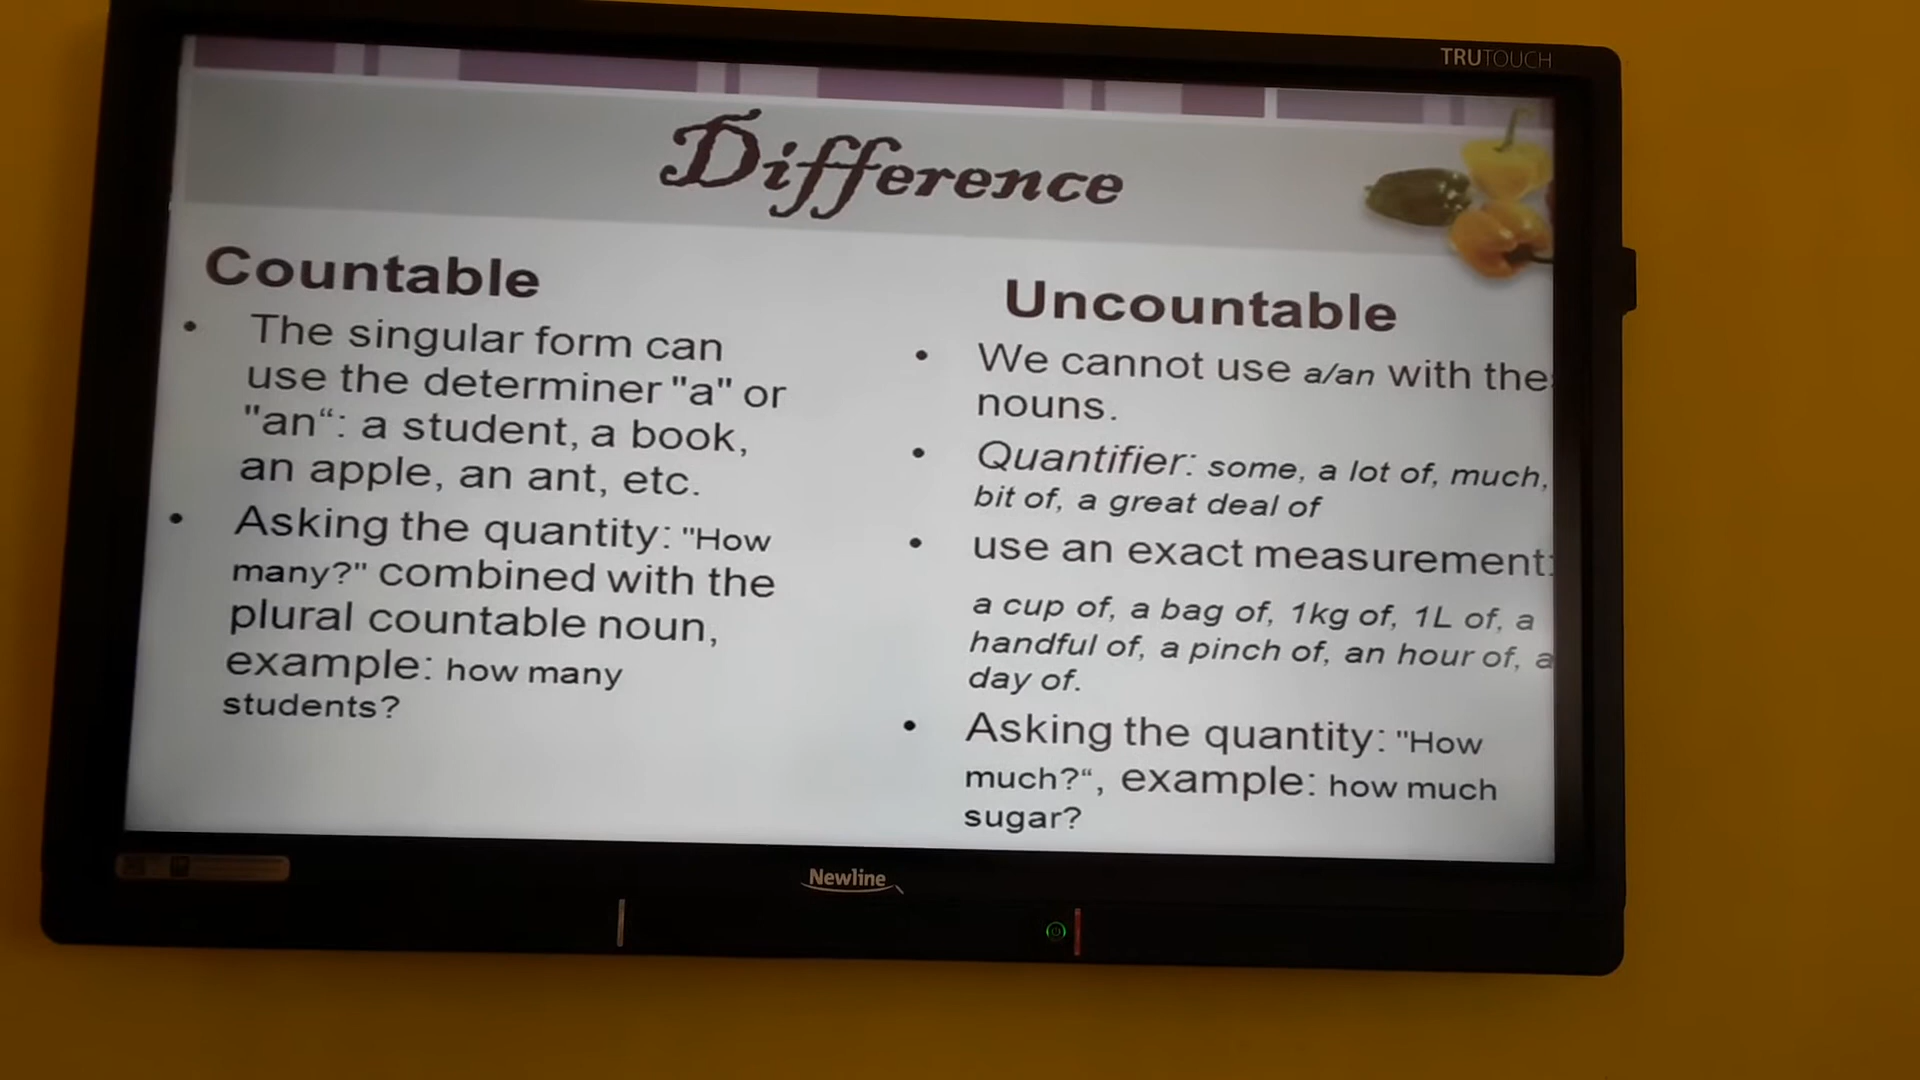 TRUTOUCH
Difference
Countable
• The singular form can
use the determiner "a" or
"an“: a student, a book,
an apple, an ant, etc.
• Asking the quantity: "How
many?" combined with the
plural countable noun,
example: how many
students?
Uncountable
• We cannot use a/an with the
nouns.
• Quantifier: some, a lot of, much,
bit of, a great deal of
• use an exact measurement:
a cup of, a bag of, 1kg of, 1L of, a
handful of, a pinch of, an hour of, a
day of.
• Asking the quantity: "How
much?“, example: how much
sugar?
Newline